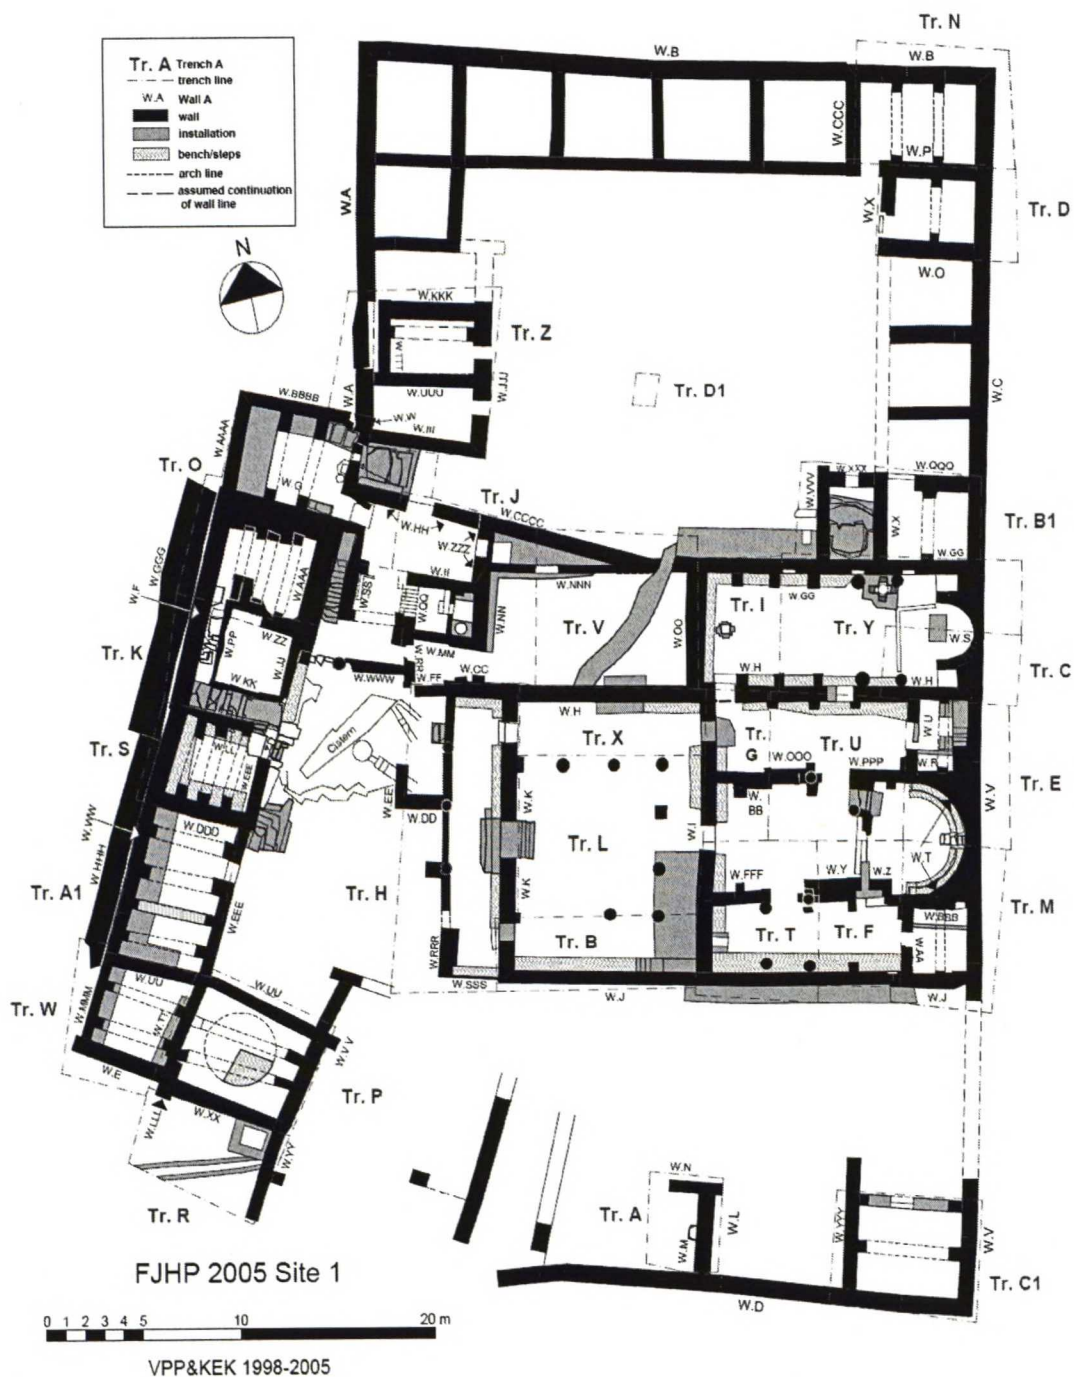 Tr. N
W.B
W.B
Tr. A Trench A
trench line
W.A Wall A
wall
installation
bench/steps
arch line
assumed continuation
of wall line
W.CCC
W.P
W.A
W.X
Tr. D
N
W.O
W.KKK
Tr. Z
W.TTT
W.C
W.UUU
W.JJJ
Tr. D1
W.BBBB
W.A
W.W
W.III
W.AAAA
Tr. O
W.G
W.QQQ
W.XXX
W.VVV
Tr. J
W.CCCC
W.HH
W.X
Tr. B1
W.ZZZ
W.GG
W.GGG
W.F
W.AAA
W.II
W.SS
W.NNN
Tr. I
W.GG
W.QQ
W.NN
Tr. V
W.OO
Tr. Y
W.S
Tr. K
W.PP
W.ZZ
W.JJ
W.MM
W.RR
W.CC
W.H
W.H
Tr. C
W.KK
W.WWW
W.FF
W.H
Tr. S
W.LL
W.EEE
Cistern
Tr. X
Tr. G
Tr. U
W.U
W.OOO
W.PPP
W.R
W.EE
W.DD
W.K
W.BB
W.V
Tr. E
W.WW
W.DDD
W.HHH
Tr. L
W.I
W.T
Tr. A1
W.EEE
Tr. H
W.K
W.FFF
W.Y
W.Z
Tr. M
W.BBB
W.RRR
Tr. B
Tr. T
Tr. F
W.AA
W.UU
W.UU
W.SSS
W.J
W.J
Tr. W
W.MMM
W.TT
W.VV
W.E
Tr. P
W.LLL
W.XX
W.YY
W.N
Tr. R
Tr. A
W.M
W.L
W.YYY
W.V
FJHP 2005 Site 1
Tr. C1
W.D
0 1 2 3 4 5 10 20 m
VPP&KEK 1998-2005